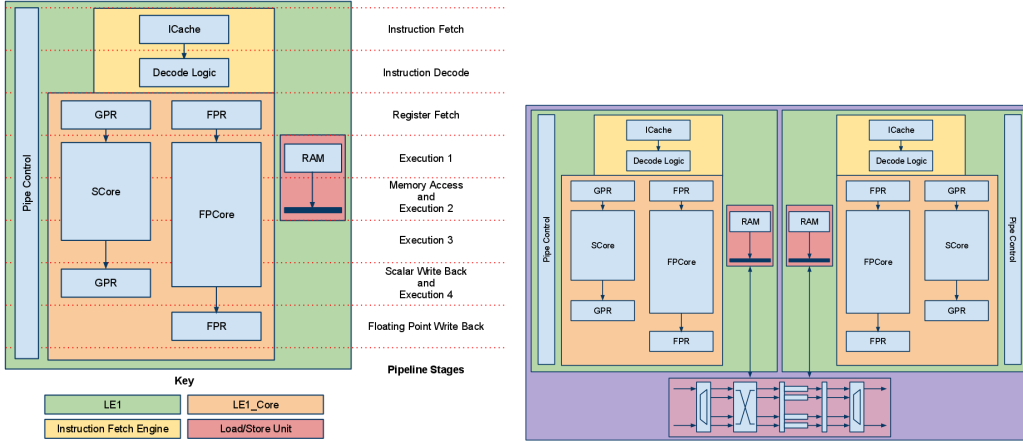 ICache
Instruction Fetch
Decode Logic
Instruction Decode
GPR
FPR
Register Fetch
Pipe Control
SCore
FPCore
RAM
Execution 1
Memory Access
and
Execution 2
Execution 3
GPR
Scalar Write Back
and
Execution 4
FPR
Floating Point Write Back
Pipeline Stages
Key
LE1
LE1_Core
Instruction Fetch Engine
Load/Store Unit
Pipe Control
ICache
Decode Logic
GPR
FPR
SCore
FPCore
RAM
GPR
FPR
ICache
Decode Logic
FPR
GPR
RAM
FPCore
SCore
GPR
FPR
Pipe Control